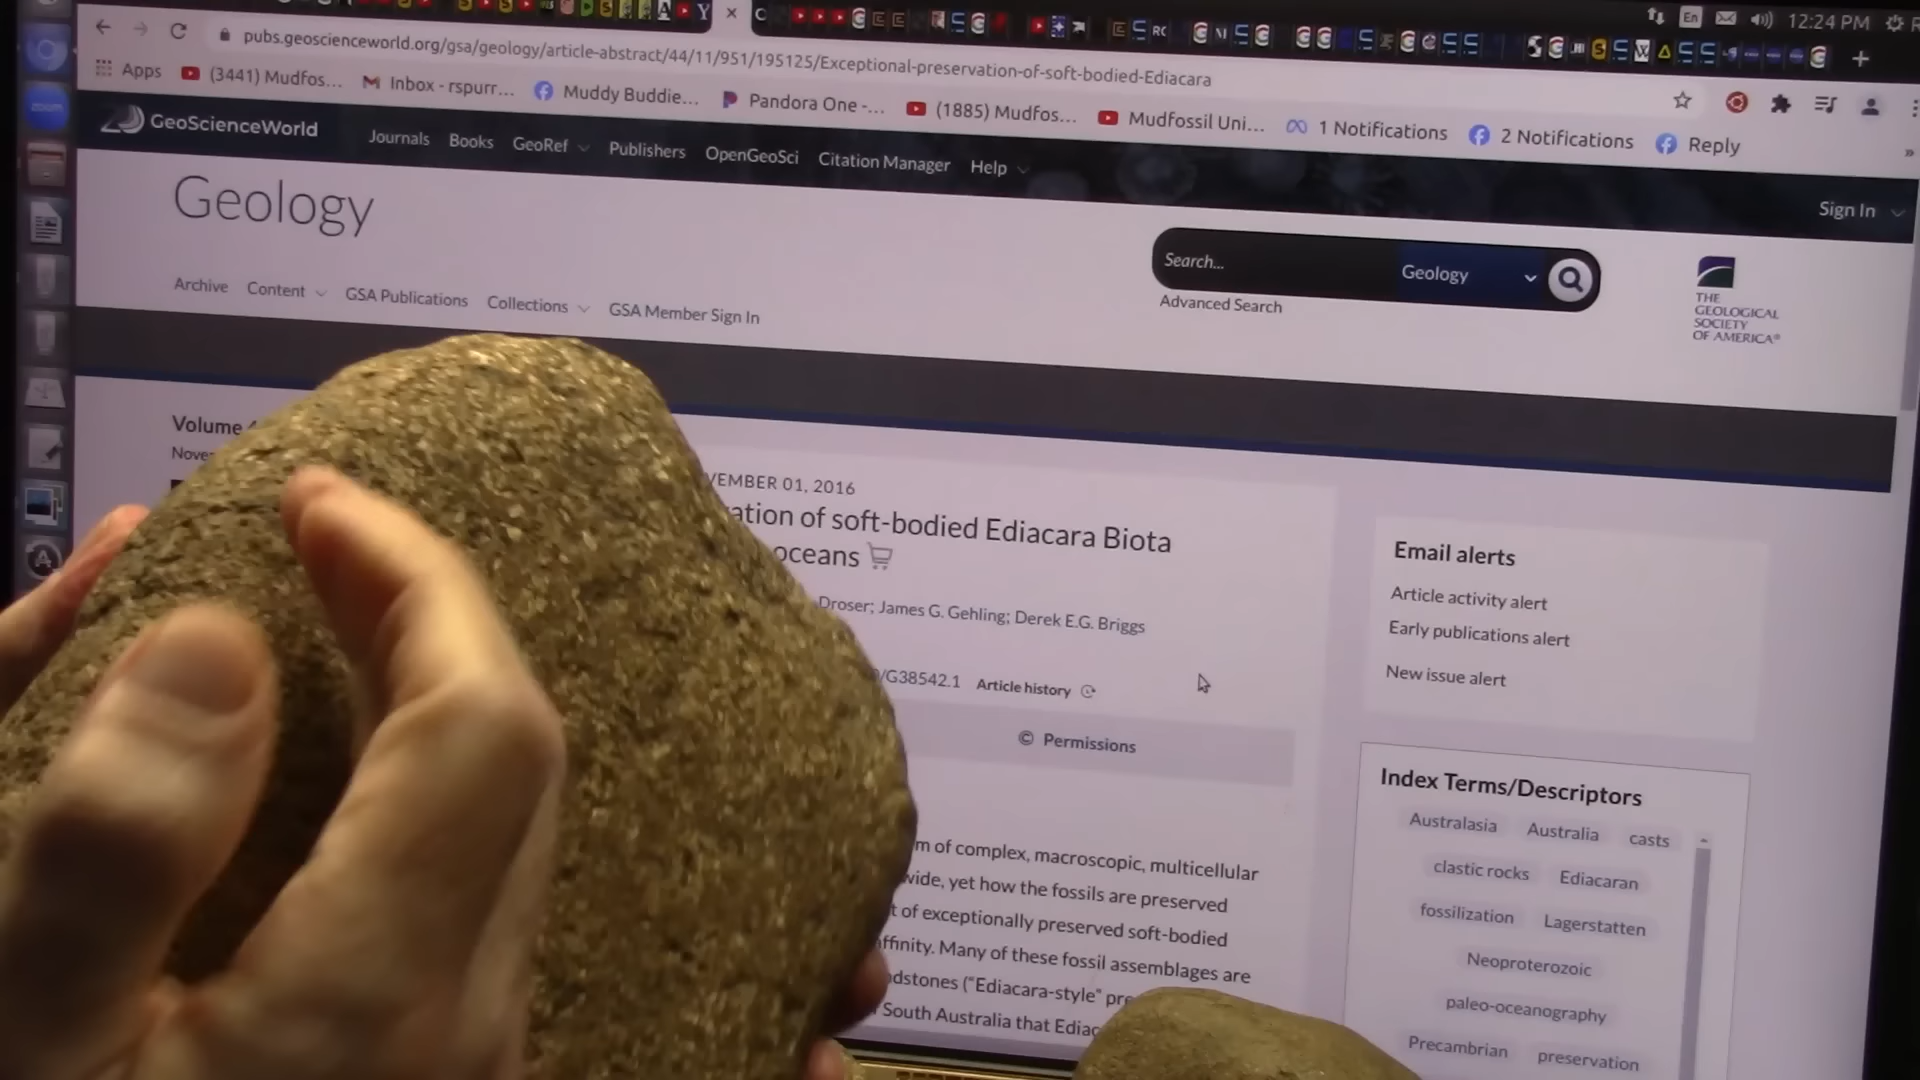 En
12:24 PM
pubs.geoscienceworld.org/gsa/geology/article-abstract/44/11/951/195125/Exceptional-preservation-of-soft-bodied-Ediacara
Apps
(3441) Mudfos...
Inbox - rspurr...
Muddy Buddie...
Pandora One -...
(1885) Mudfos...
Mudfossil Uni...
1 Notifications
2 Notifications
Reply
»
GeoScienceWorld
Journals
Books
GeoRef
Publishers
OpenGeoSci
Citation Manager
Help
Sign In
Geology
Search...
Geology
Advanced Search
THE
GEOLOGICAL
SOCIETY
OF AMERICA®
Archive
Content
GSA Publications
Collections
GSA Member Sign In
Volume
Nove
VEMBER 01, 2016
ation of soft-bodied Ediacara Biota
oceans
Droser; James G. Gehling; Derek E.G. Briggs
/G38542.1 Article history
© Permissions
m of complex, macroscopic, multicellular
wide, yet how the fossils are preserved
t of exceptionally preserved soft-bodied
ffinity. Many of these fossil assemblages are
dstones ("Ediacara-style" pre
South Australia that Ediac
Email alerts
Article activity alert
Early publications alert
New issue alert
Index Terms/Descriptors
Australasia Australia casts
clastic rocks Ediacaran
fossilization Lagerstatten
Neoproterozoic
paleo-oceanography
Precambrian preservation